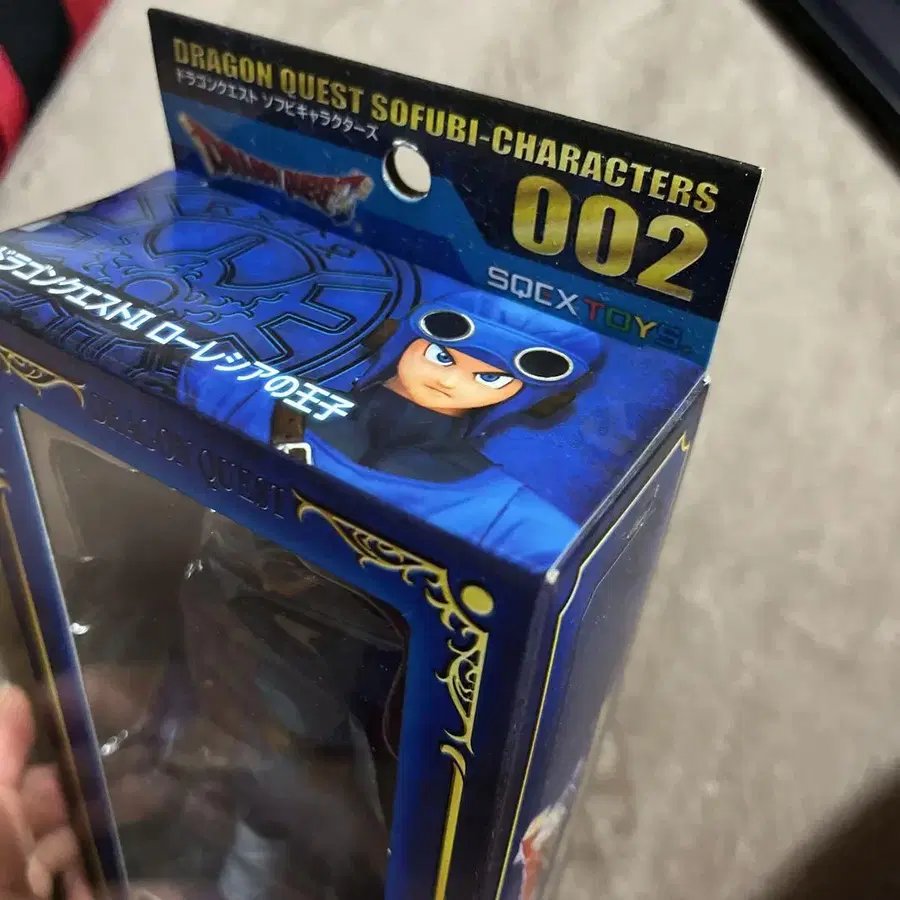 DRAGON QUEST SOFUBI-CHARACTERS
ドラゴンクエスト ソフビキャラクターズ
DRAGON QUEST
002
SQEX TOYS
ドラゴンクエストII ローレシアの王子
DRAGON QUEST